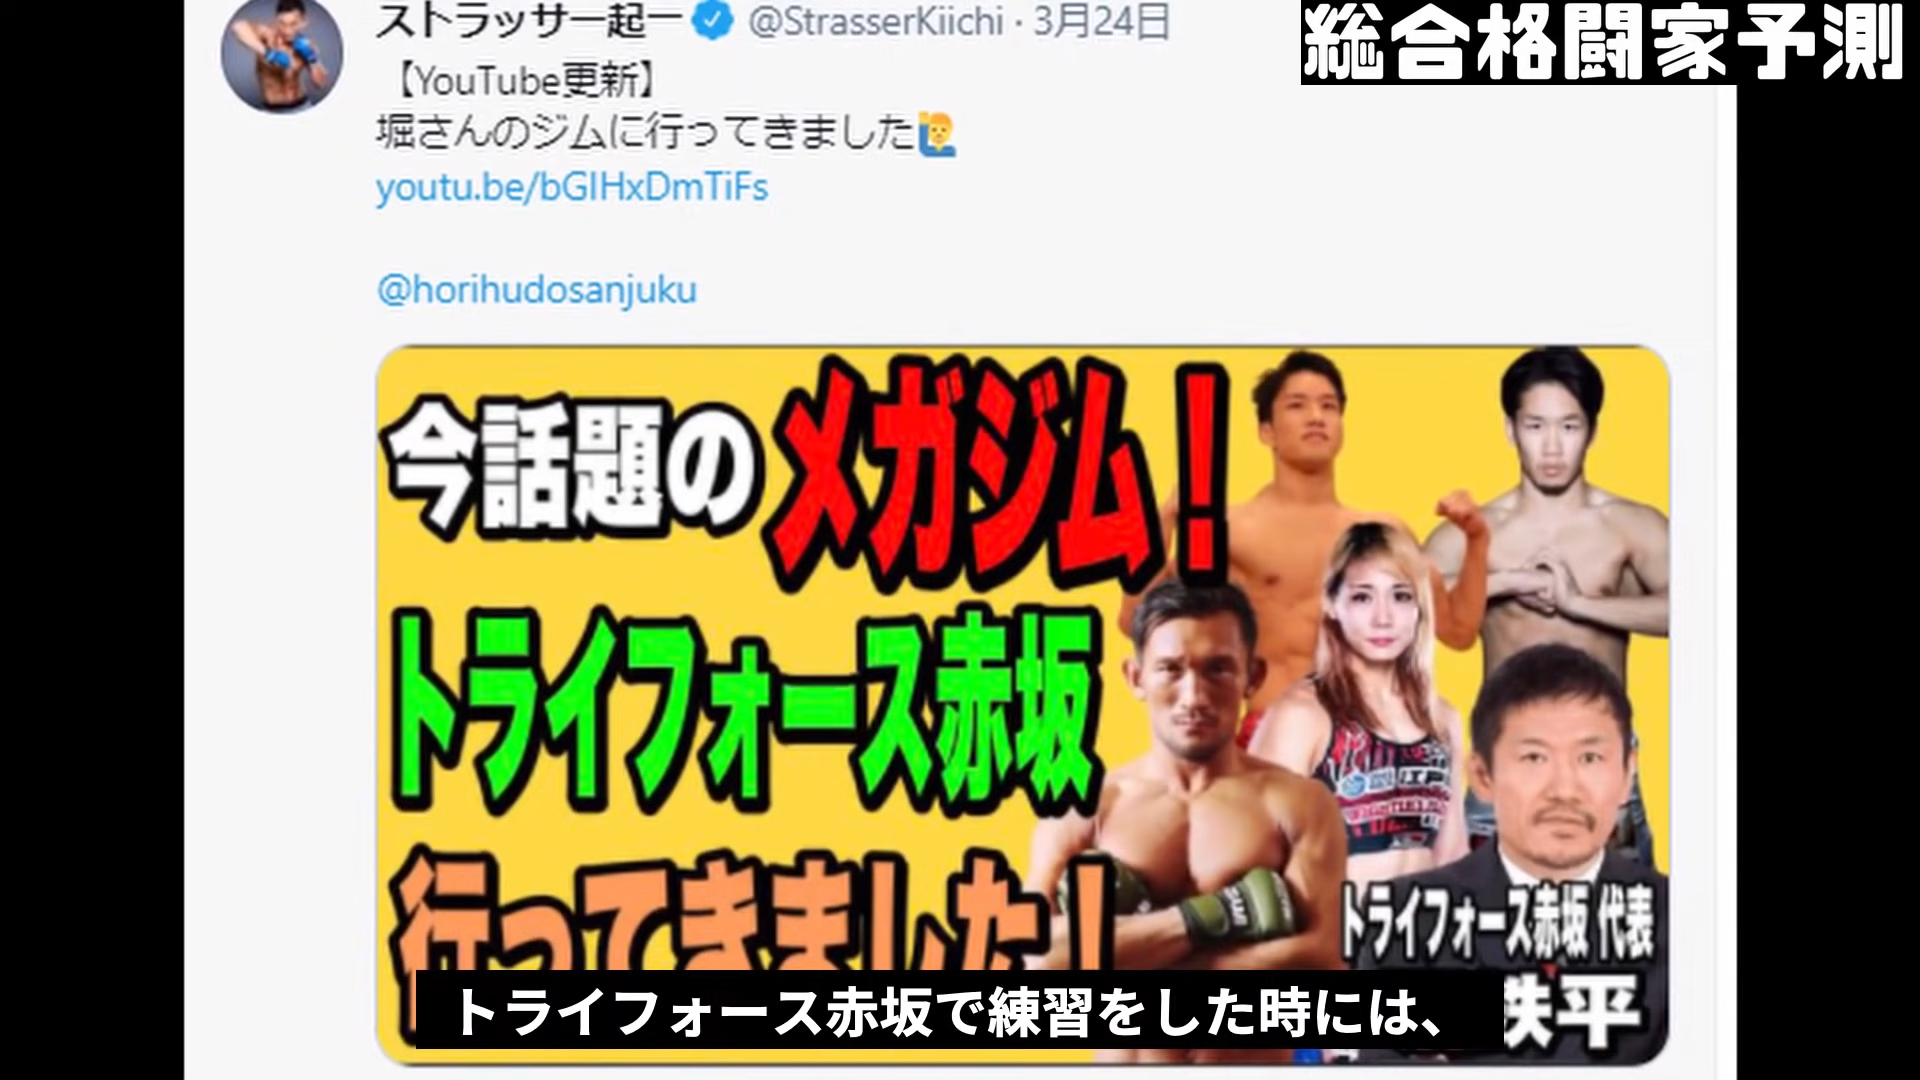 ストラッサー起一 @StrasserKiichi · 3月24日
総合格闘家予測
【YouTube更新】
堀さんのジムに行ってきました
youtu.be/bGlHxDmTiFs
@horihudosanjuku
今話題のメガジム！
トライフォース赤坂
行ってきました！
トライフォース赤坂 代表
鉄平
トライフォース赤坂で練習をした時には、